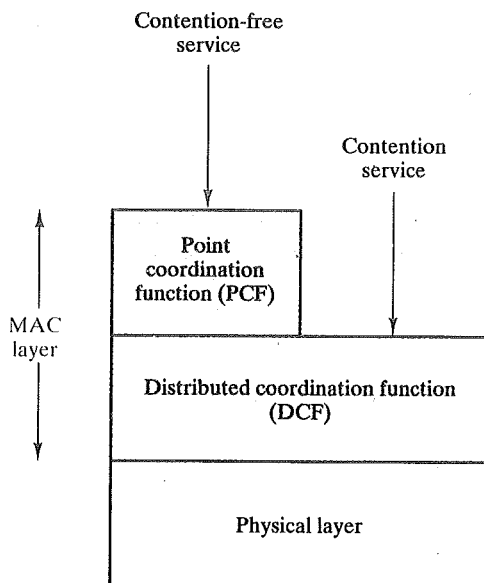 Contention-free
service
Contention
service
Point
coordination
function (PCF)
MAC
layer
Distributed coordination function
(DCF)
Physical layer